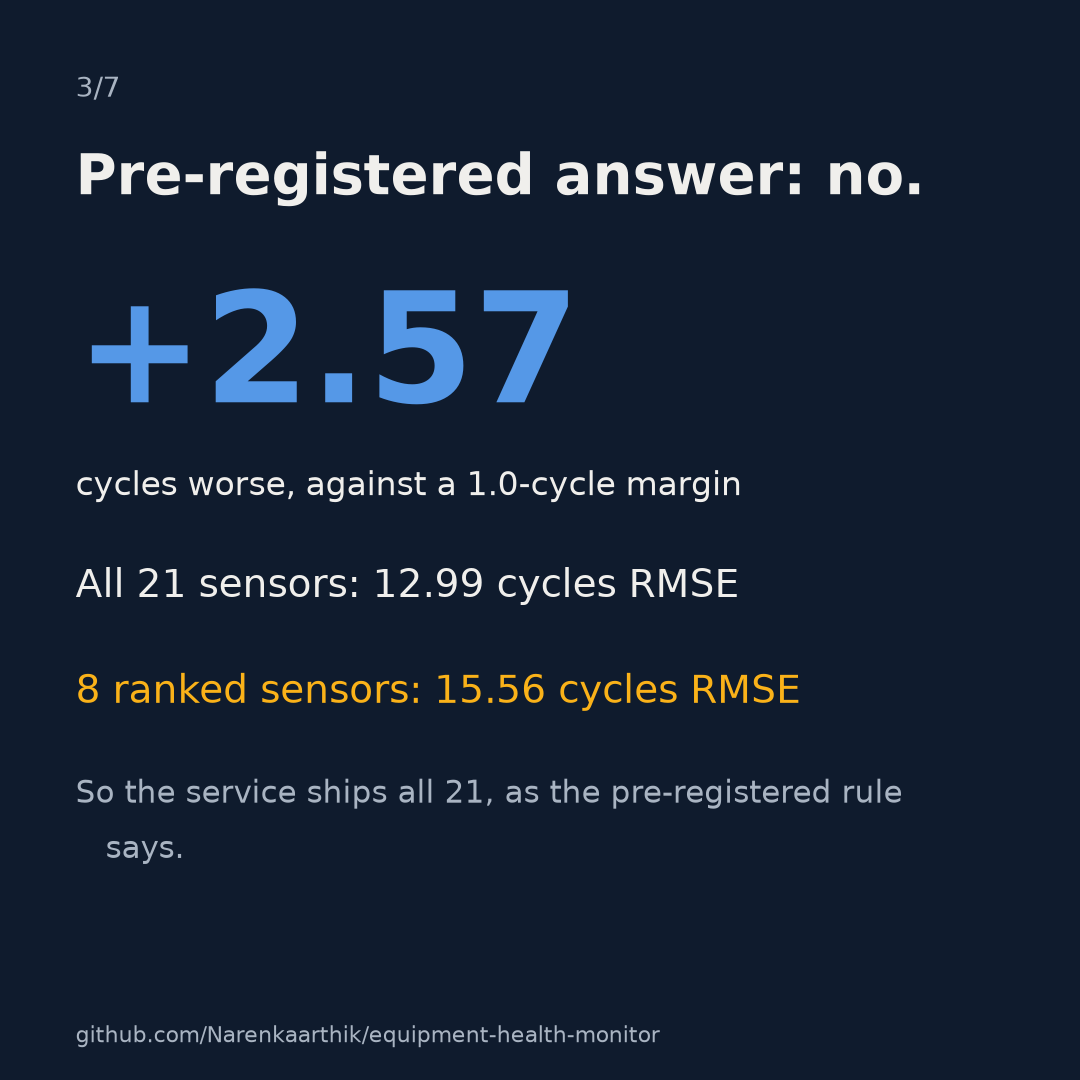 3/7
Pre-registered answer: no.
+2.57
cycles worse, against a 1.0-cycle margin
All 21 sensors: 12.99 cycles RMSE
8 ranked sensors: 15.56 cycles RMSE
So the service ships all 21, as the pre-registered rule
says.
github.com/Narenkaarthik/equipment-health-monitor